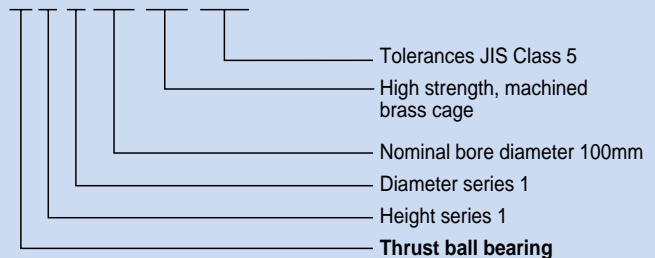 Tolerances JIS Class 5
High strength, machined
brass cage
Nominal bore diameter 100mm
Diameter series 1
Height series 1
Thrust ball bearing